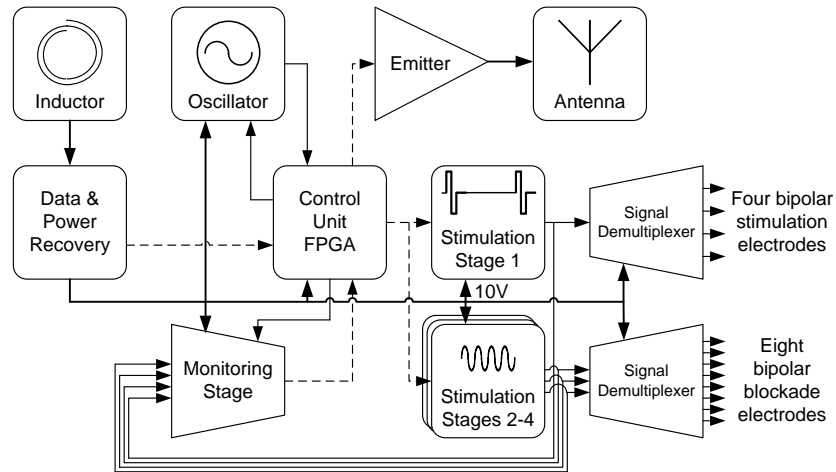 Inductor
Oscillator
Emitter
Antenna
Data &
Power
Recovery
Control
Unit
FPGA
Stimulation
Stage 1
Signal
Demultiplexer
Four bipolar
stimulation
electrodes
10V
Monitoring
Stage
Stimulation
Stages 2-4
Signal
Demultiplexer
Eight
bipolar
blockade
electrodes